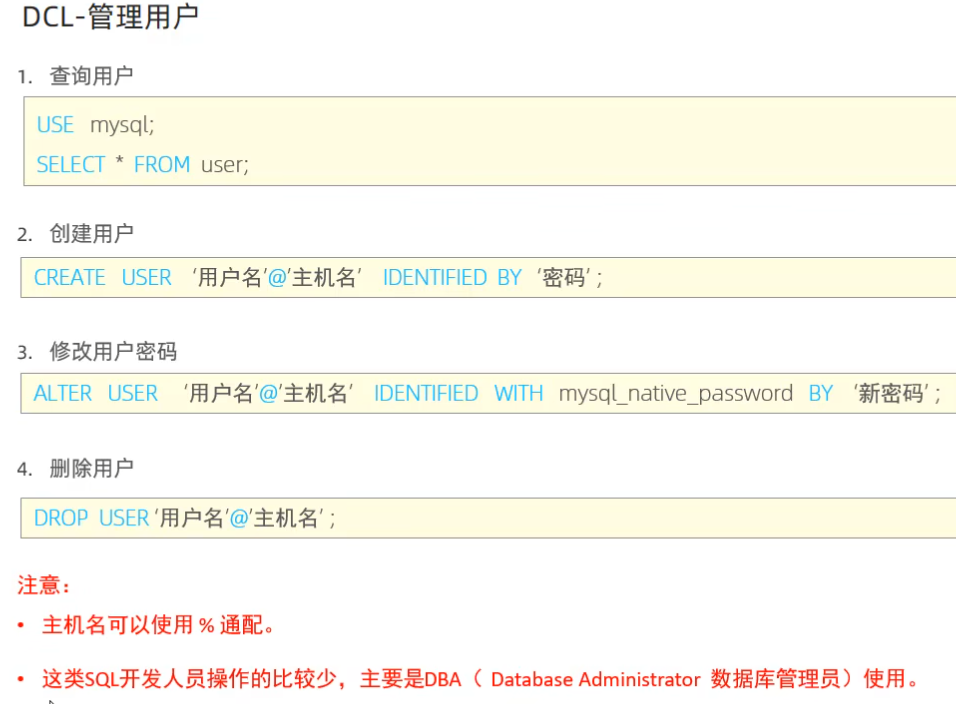 DCL-管理用户
1. 查询用户
USE mysql;
SELECT * FROM user;
2. 创建用户
CREATE USER ‘用户名’@’主机名’ IDENTIFIED BY ‘密码’ ;
3. 修改用户密码
ALTER USER ‘用户名’@’主机名’ IDENTIFIED WITH mysql_native_password BY ‘新密码’ ;
4. 删除用户
DROP USER ‘用户名’@’主机名’ ;
注意：
• 主机名可以使用 % 通配。
• 这类SQL开发人员操作的比较少，主要是DBA（ Database Administrator 数据库管理员）使用。